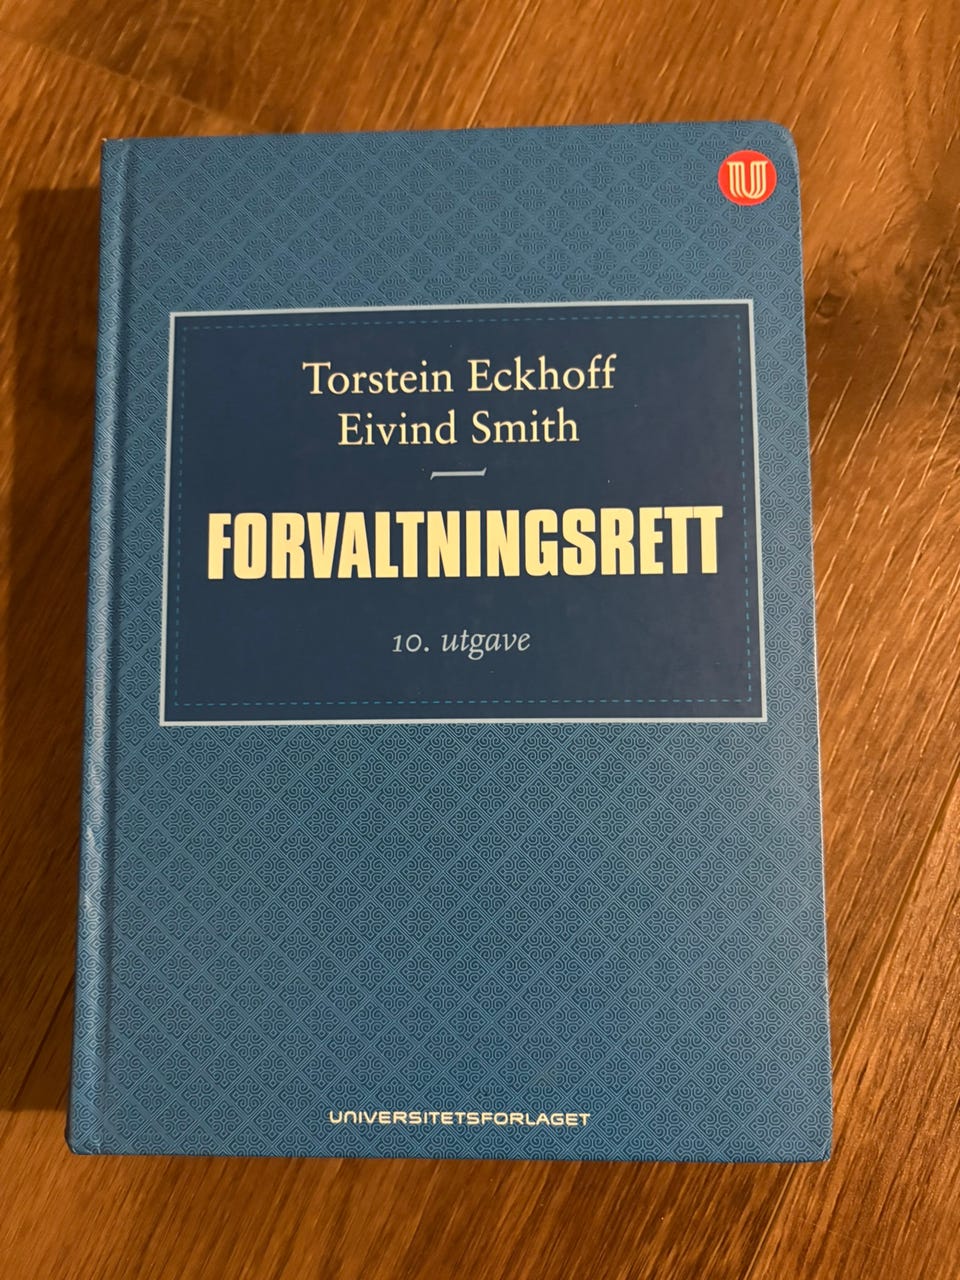 U
Torstein Eckhoff
Eivind Smith
FORVALTNINGSRETT
10. utgave
UNIVERSITETSFORLAGET